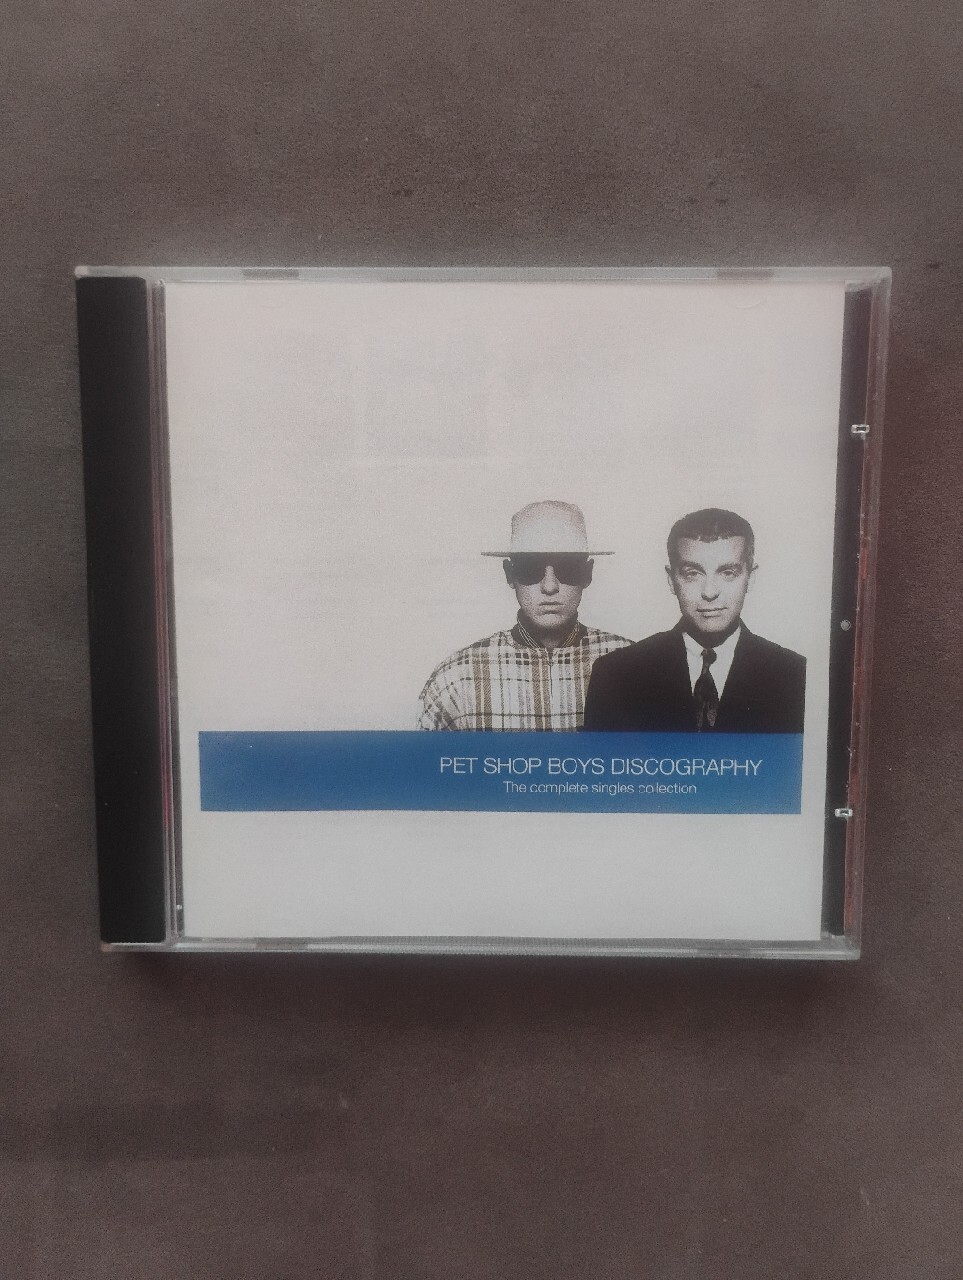 PET SHOP BOYS DISCOGRAPHY
The complete singles collection